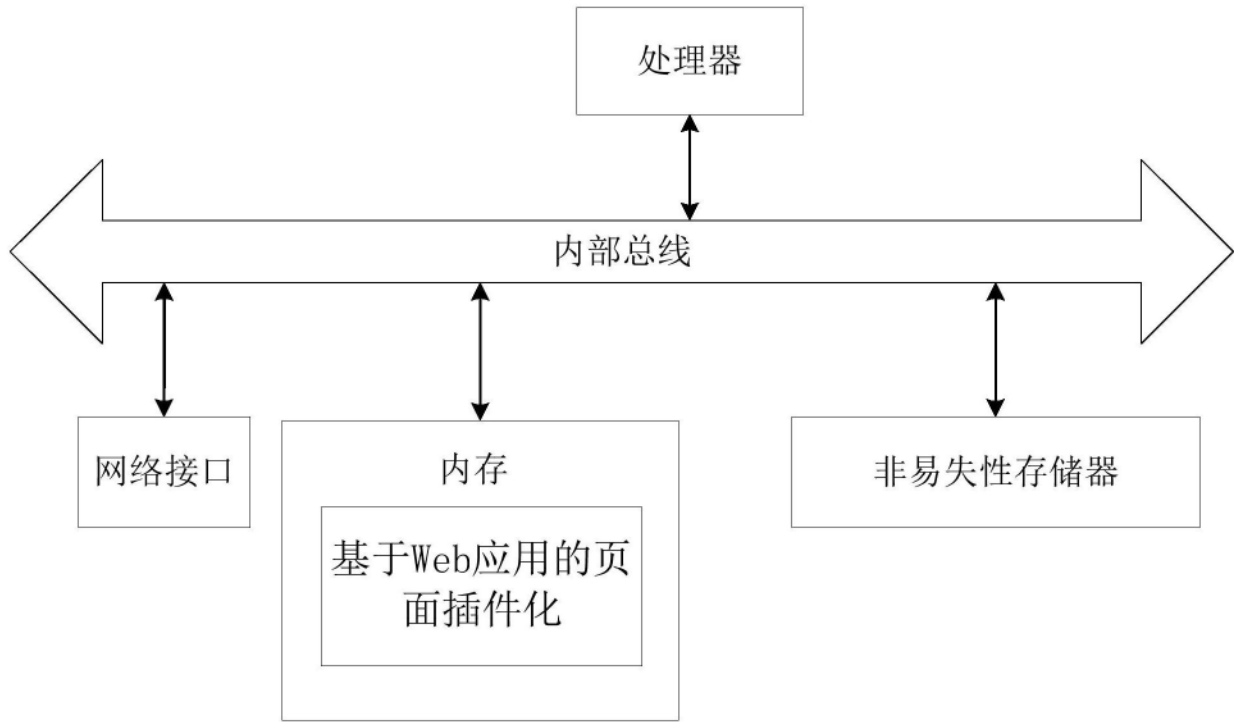 处理器
内部总线
网络接口
内存
非易失性存储器
基于Web应用的页
面插件化